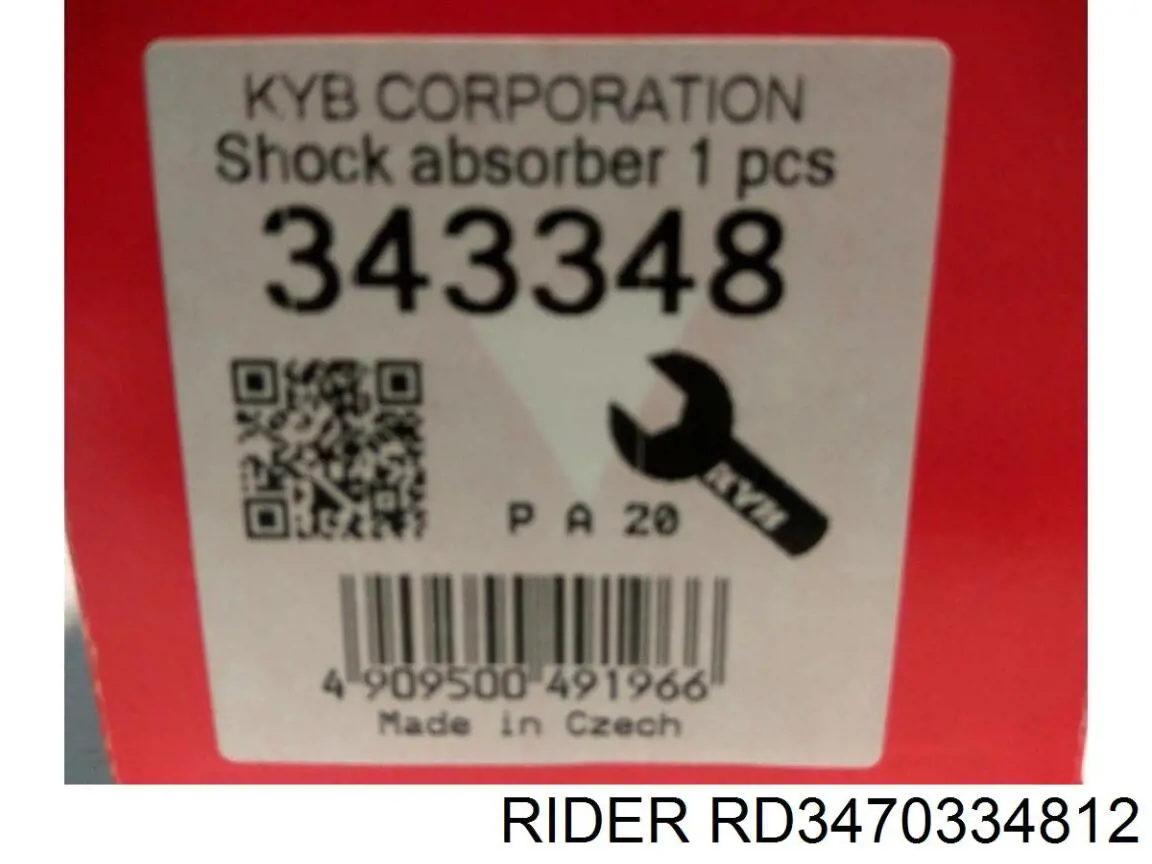 KYB CORPORATION
Shock absorber 1 pcs
343348
KYB
P A 20
4 909500 491966
Made in Czech
RIDER RD3470334812